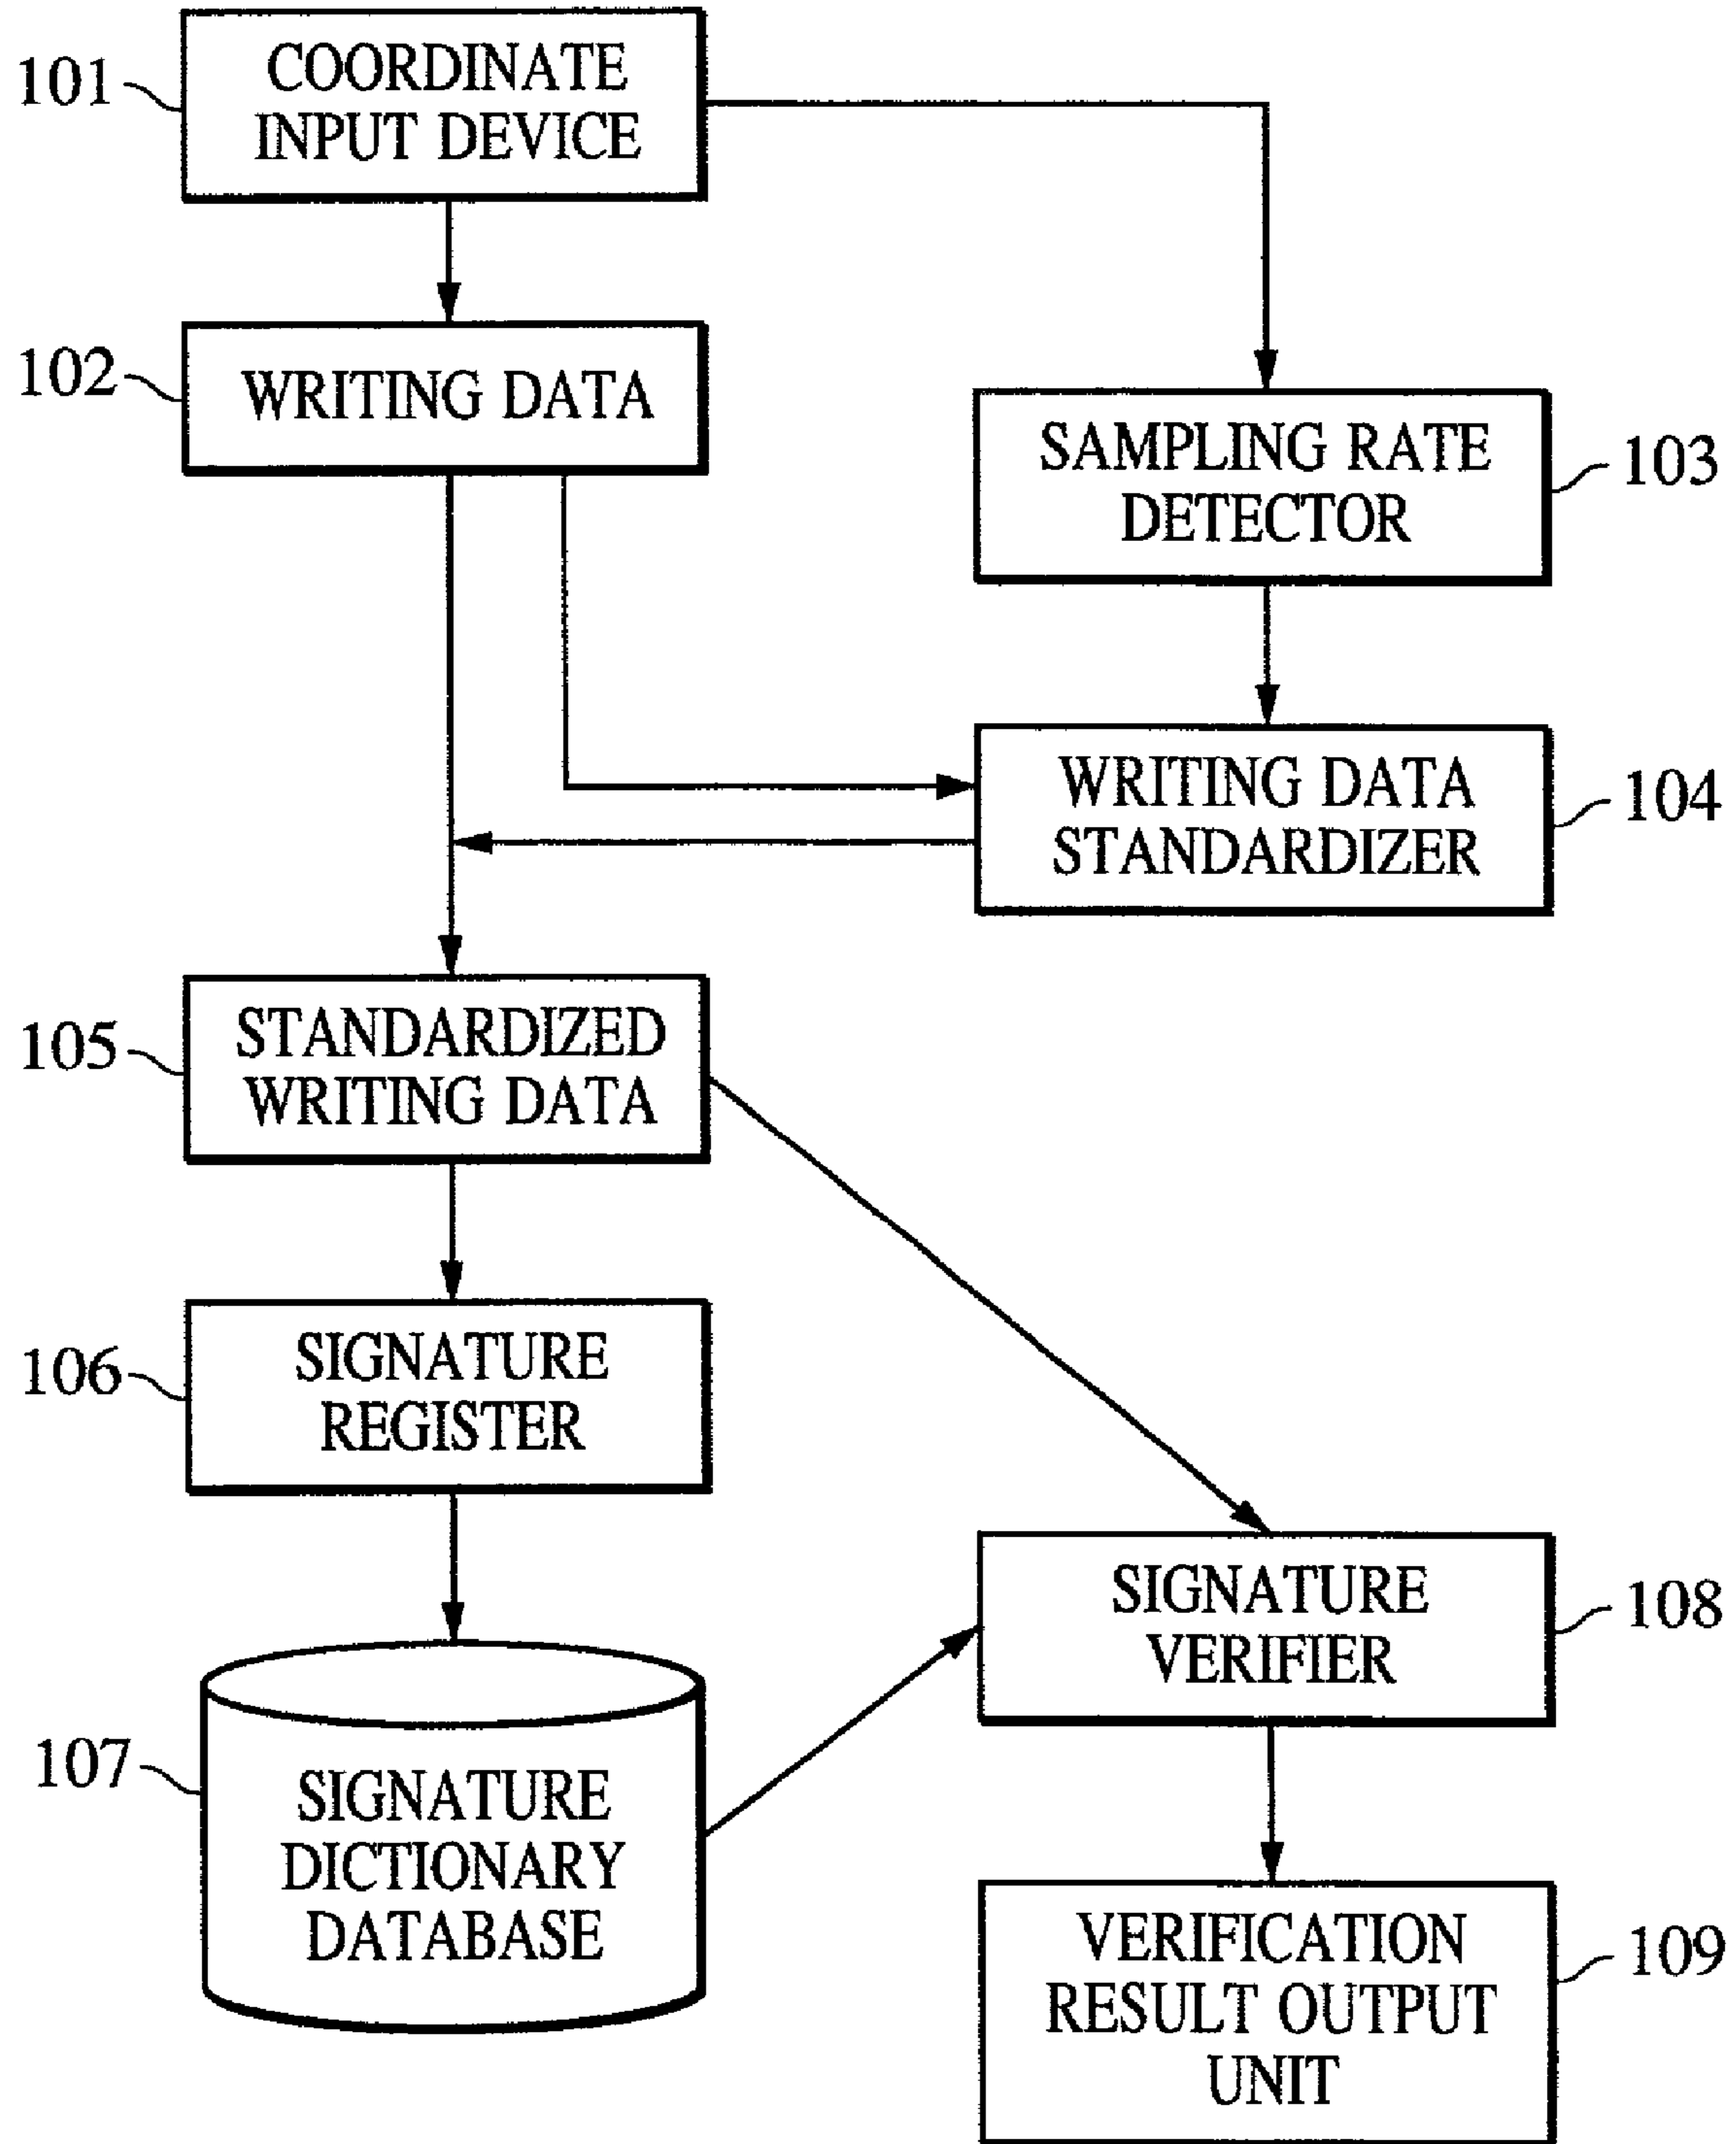 101
COORDINATE
INPUT DEVICE
102
WRITING DATA
SAMPLING RATE
DETECTOR
103
WRITING DATA
STANDARDIZER
104
105
STANDARDIZED
WRITING DATA
106
SIGNATURE
REGISTER
SIGNATURE
VERIFIER
108
107
SIGNATURE
DICTIONARY
DATABASE
VERIFICATION
RESULT OUTPUT
UNIT
109